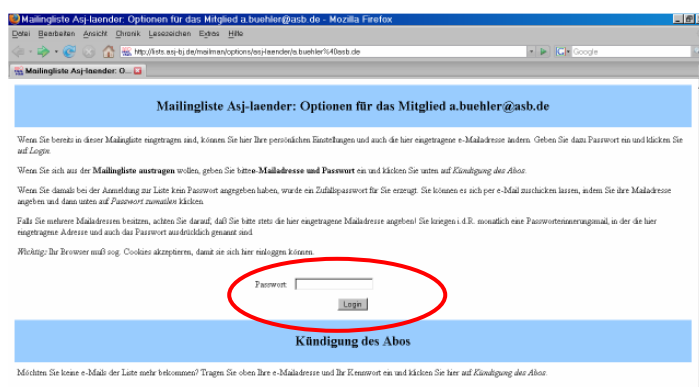 Mailingliste Asj-laender: Optionen für das Mitglied a.buehler@asb.de - Mozilla Firefox
Datei Bearbeiten Ansicht Chronik Lesezeichen Extras Hilfe
http://lists.asj-bj.de/mailman/options/asj-laender/a.buehler%40asb.de Google
Mailingliste Asj-laender: O...
Mailingliste Asj-laender: Optionen für das Mitglied a.buehler@asb.de
Wenn Sie bereits in dieser Mailingliste eingetragen sind, können Sie hier Ihre persönlichen Einstellungen und auch die hier eingetragene e-Mailadresse ändern. Geben Sie dazu Passwort ein und klicken Sie
auf Login.
Wenn Sie sich aus der Mailingliste austragen wollen, geben Sie bittee-Mailadresse und Passwort ein und klicken Sie unten auf Kündigung des Abos.
Wenn Sie damals bei der Anmeldung zur Liste kein Passwort angegeben haben, wurde ein Zufallspasswort für Sie erzeugt. Sie können es sich per e-Mail zuschicken lassen, indem Sie ihre Mailadresse
angeben und dann unten auf Passwort zumailen klicken.
Falls Sie mehrere Mailadressen besitzen, achten Sie darauf, daß Sie bitte stets die hier eingetragene Mailadresse angeben! Sie kriegen i.d.R. monatlich eine Passworterinnerungsmail, in der die hier
eingetragene Adresse und auch das Passwort ausdrücklich genannt sind.
Wichtig: Ihr Browser muß sog. Cookies akzeptieren, damit sie sich hier einloggen können.
Passwort:
Login
Kündigung des Abos
Möchten Sie keine e-Mails der Liste mehr bekommen? Tragen Sie oben Ihre e-Mailadresse und Ihr Kennwort ein und klicken Sie hier auf Kündigung des Abos.